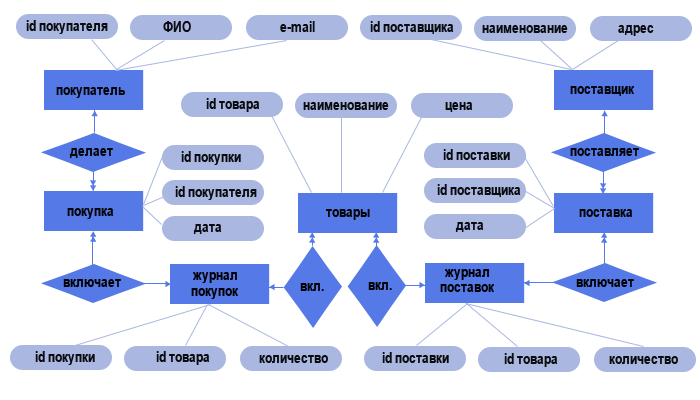 id покупателя
ФИО
e-mail
id поставщика
наименование
адрес
покупатель
поставщик
id товара
наименование
цена
делает
поставляет
id покупки
id поставки
id покупателя
id поставщика
покупка
товары
поставка
дата
дата
включает
журнал
покупок
вкл.
вкл.
журнал
поставок
включает
id покупки
id товара
количество
id поставки
id товара
количество